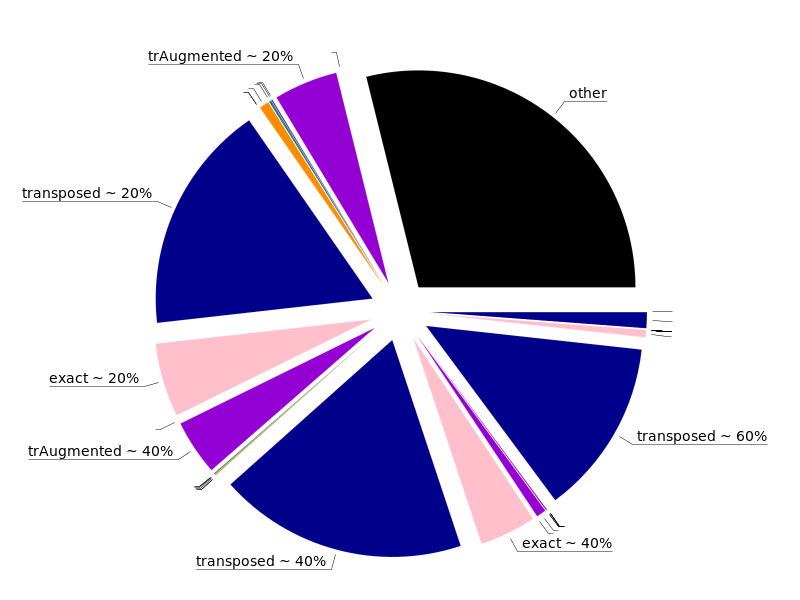 trAugmented ~ 20%
other
transposed ~ 20%
exact ~ 20%
trAugmented ~ 40%
transposed ~ 60%
exact ~ 40%
transposed ~ 40%